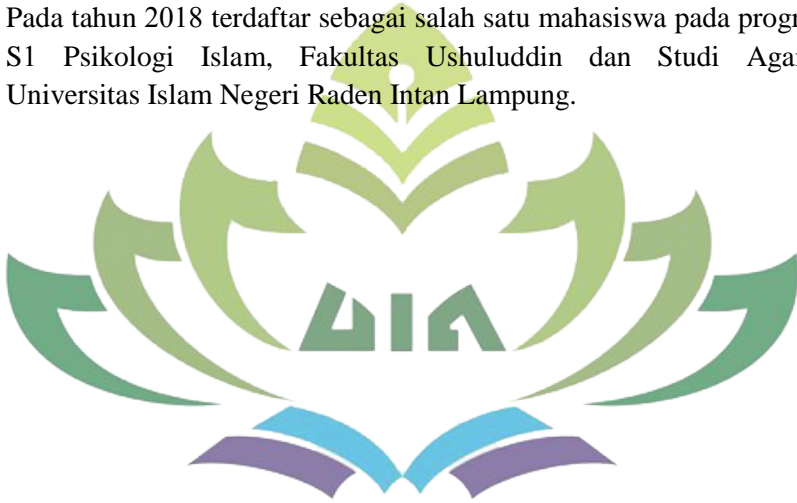 Pada tahun 2018 terdaftar sebagai salah satu mahasiswa pada progr
S1 Psikologi Islam, Fakultas Ushuluddin dan Studi Aga
Universitas Islam Negeri Raden Intan Lampung.
UIN